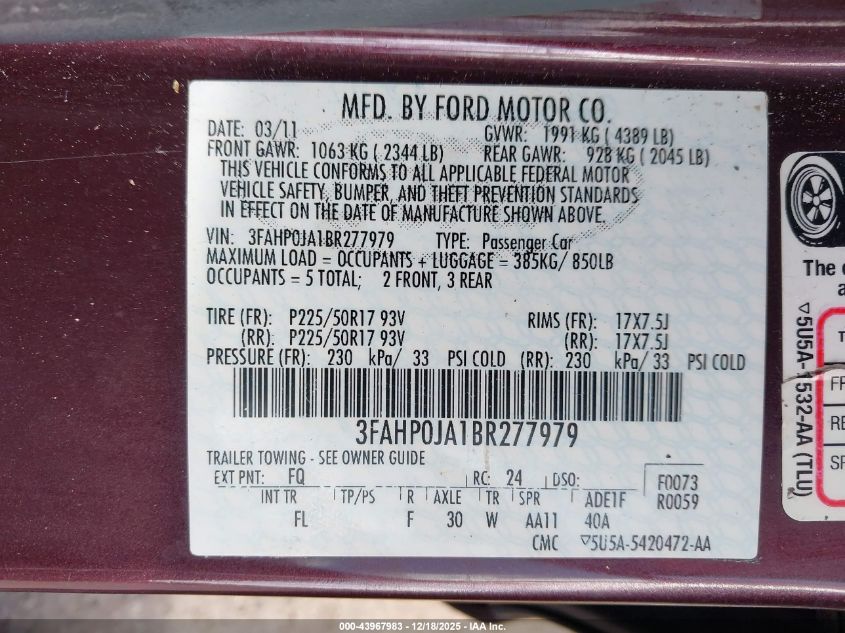 MFD. BY FORD MOTOR CO.
DATE: 03/11 GVWR: 1991 KG ( 4389 LB)
FRONT GAWR: 1063 KG ( 2344 LB) REAR GAWR: 928 KG ( 2045 LB)
THIS VEHICLE CONFORMS TO ALL APPLICABLE FEDERAL MOTOR
VEHICLE SAFETY, BUMPER, AND THEFT PREVENTION STANDARDS
IN EFFECT ON THE DATE OF MANUFACTURE SHOWN ABOVE.
VIN: 3FAHP0JA1BR277979 TYPE: Passenger Car
MAXIMUM LOAD = OCCUPANTS + LUGGAGE = 385KG/ 850LB
OCCUPANTS = 5 TOTAL; 2 FRONT, 3 REAR
TIRE (FR): P225/50R17 93V RIMS (FR): 17X7.5J
(RR): P225/50R17 93V (RR): 17X7.5J
PRESSURE (FR): 230 kPa/ 33 PSI COLD (RR): 230 kPa/ 33 PSI COLD
3FAHP0JA1BR277979
TRAILER TOWING - SEE OWNER GUIDE
EXT PNT: FQ RC: 24 DSO: F0073
INT TR TP/PS R AXLE TR SPR ADE1F R0059
FL F 30 W AA11 40A
CMC ▽5U5A-5420472-AA
The
a
▽5U5A-1532-AA (TLU)
T
FR
RE
SP
000-43967983 – 12/18/2025 – IAA Inc.